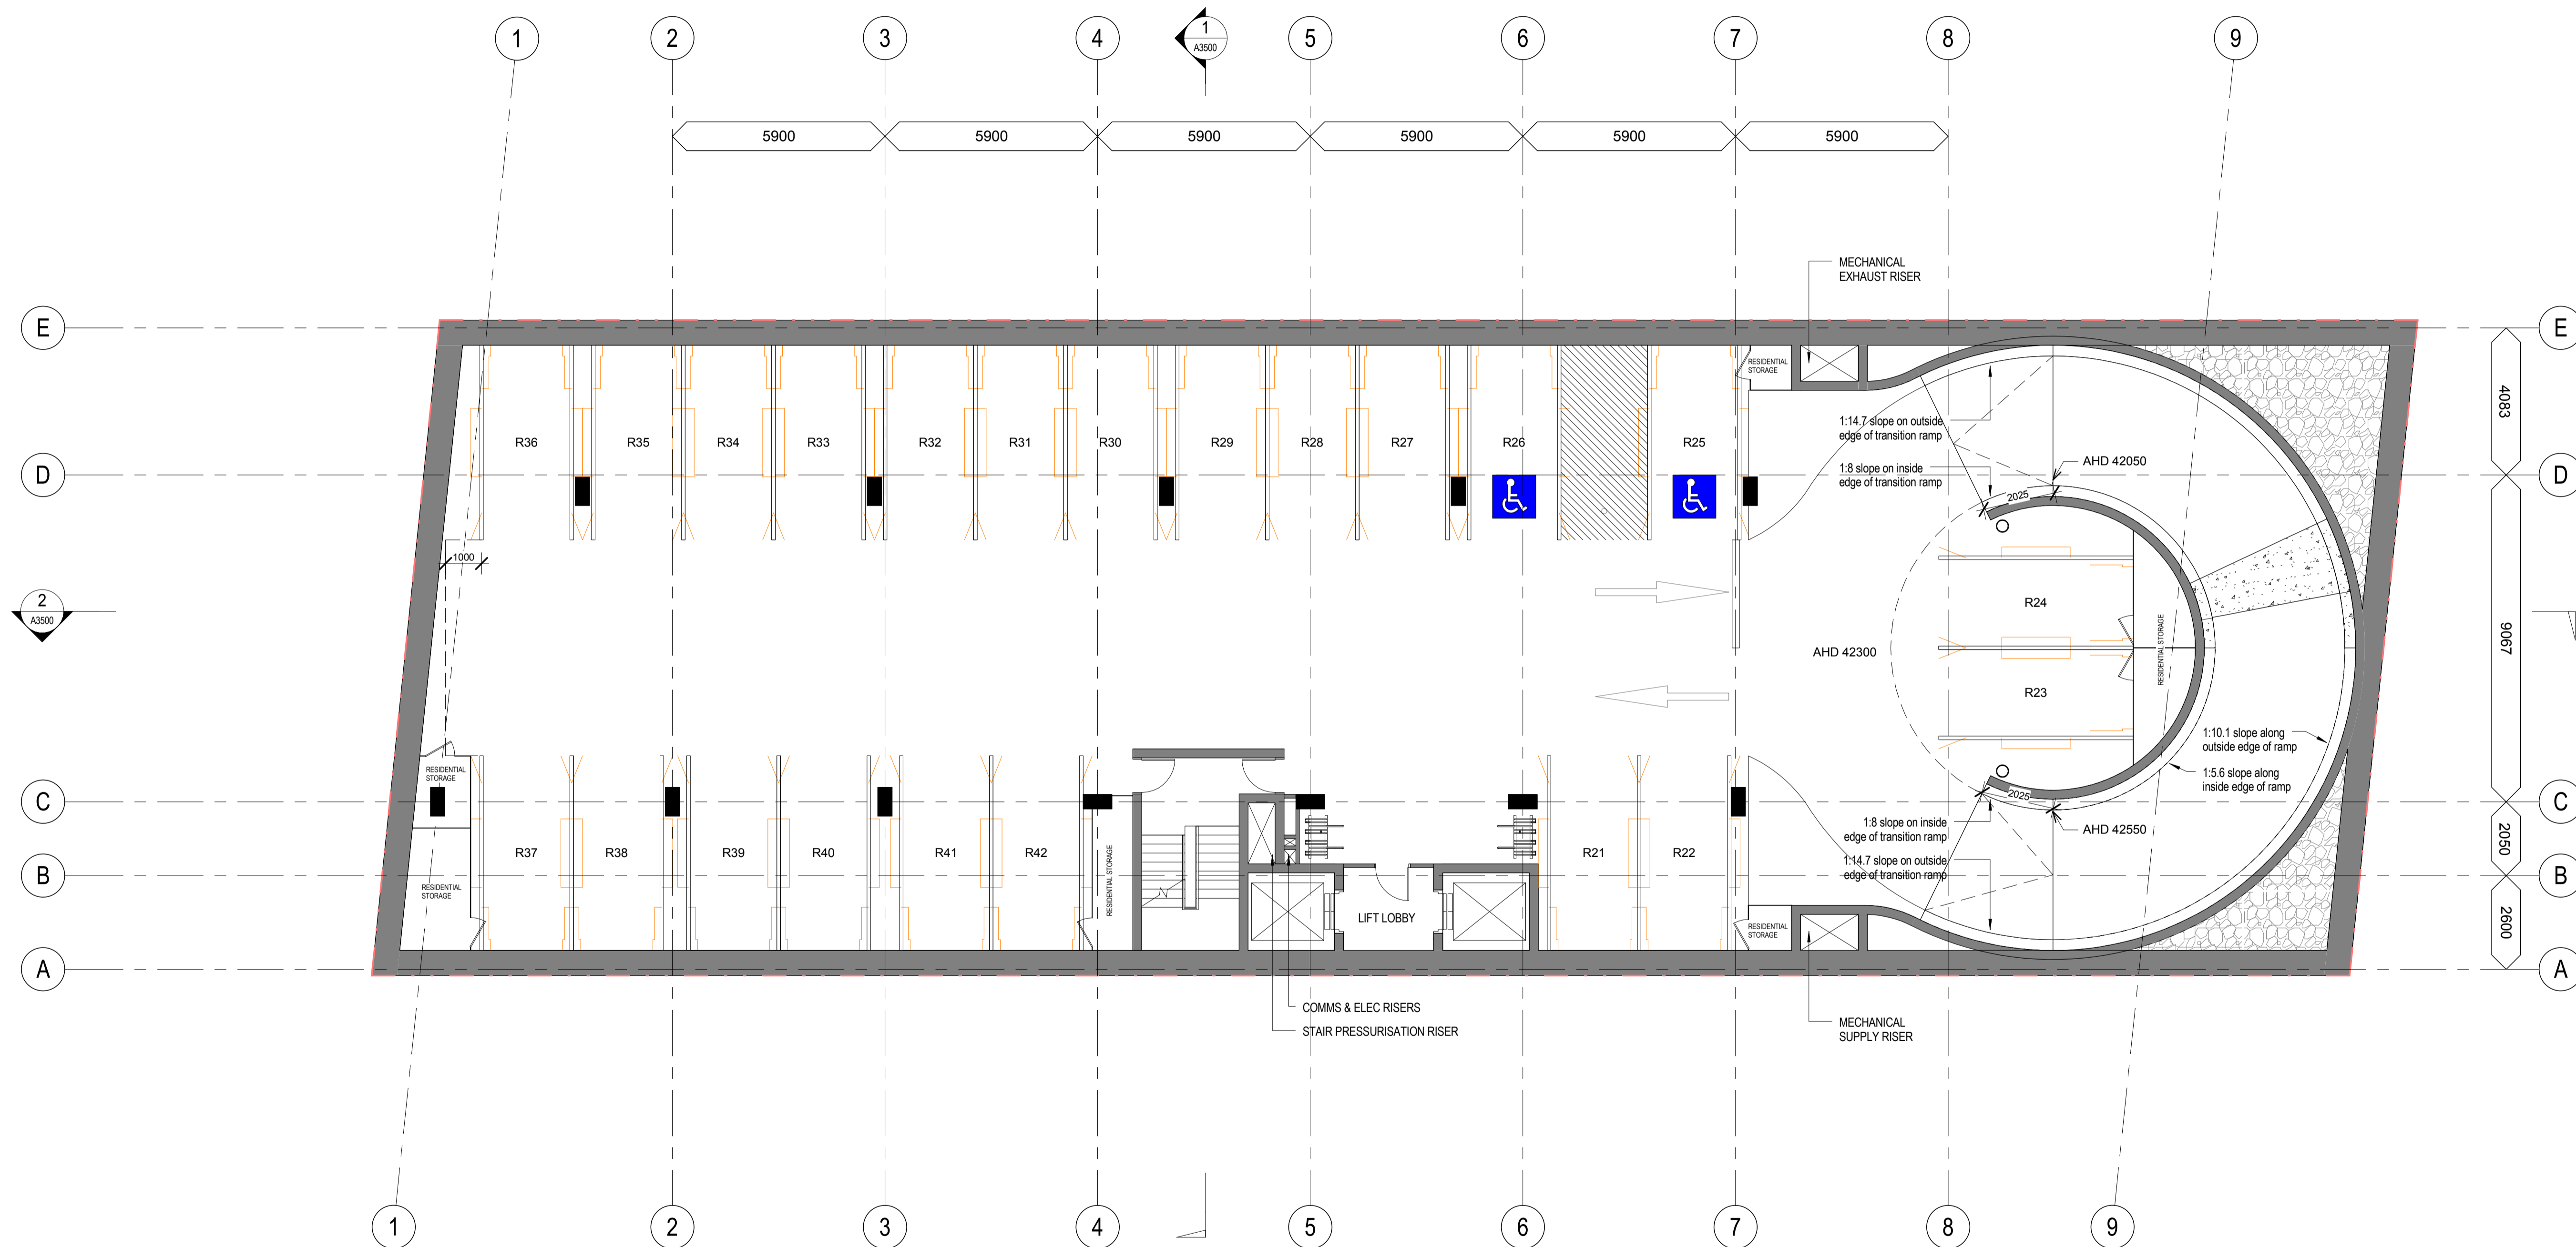 1
2
3
4
1
A3500
5
6
7
8
9
5900
5900
5900
5900
5900
5900
MECHANICAL
EXHAUST RISER
E
E
4083
RESIDENTIAL
STORAGE
R36
R35
R34
R33
R32
R31
R30
R29
R28
R27
R26
R25
1:14.7 slope on outside
edge of transition ramp
D
1:8 slope on inside
edge of transition ramp
AHD 42050
D
2025
1000
2
A3500
R24
9067
AHD 42300
RESIDENTIAL STORAGE
R23
1:10.1 slope along
outside edge of ramp
1:5.6 slope along
inside edge of ramp
RESIDENTIAL
STORAGE
2025
C
C
1:8 slope on inside
edge of transition ramp
AHD 42550
2050
R37
R38
R39
R40
R41
R42
R21
R22
1:14.7 slope on outside
edge of transition ramp
B
B
RESIDENTIAL
STORAGE
RESIDENTIAL STORAGE
LIFT LOBBY
RESIDENTIAL
STORAGE
2600
A
A
COMMS & ELEC RISERS
STAIR PRESSURISATION RISER
MECHANICAL
SUPPLY RISER
1
2
3
4
5
6
7
8
9